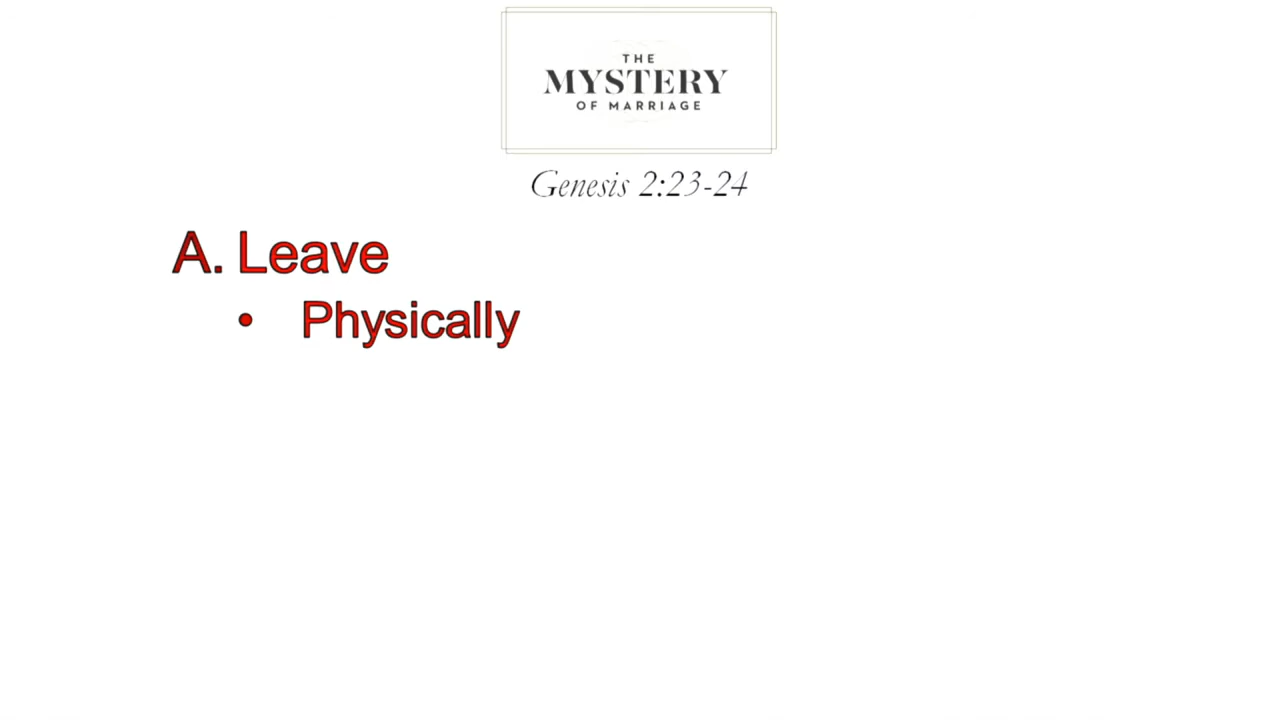 THE
MYSTERY
OF MARRIAGE
Genesis 2:23-24
A. Leave
• Physically